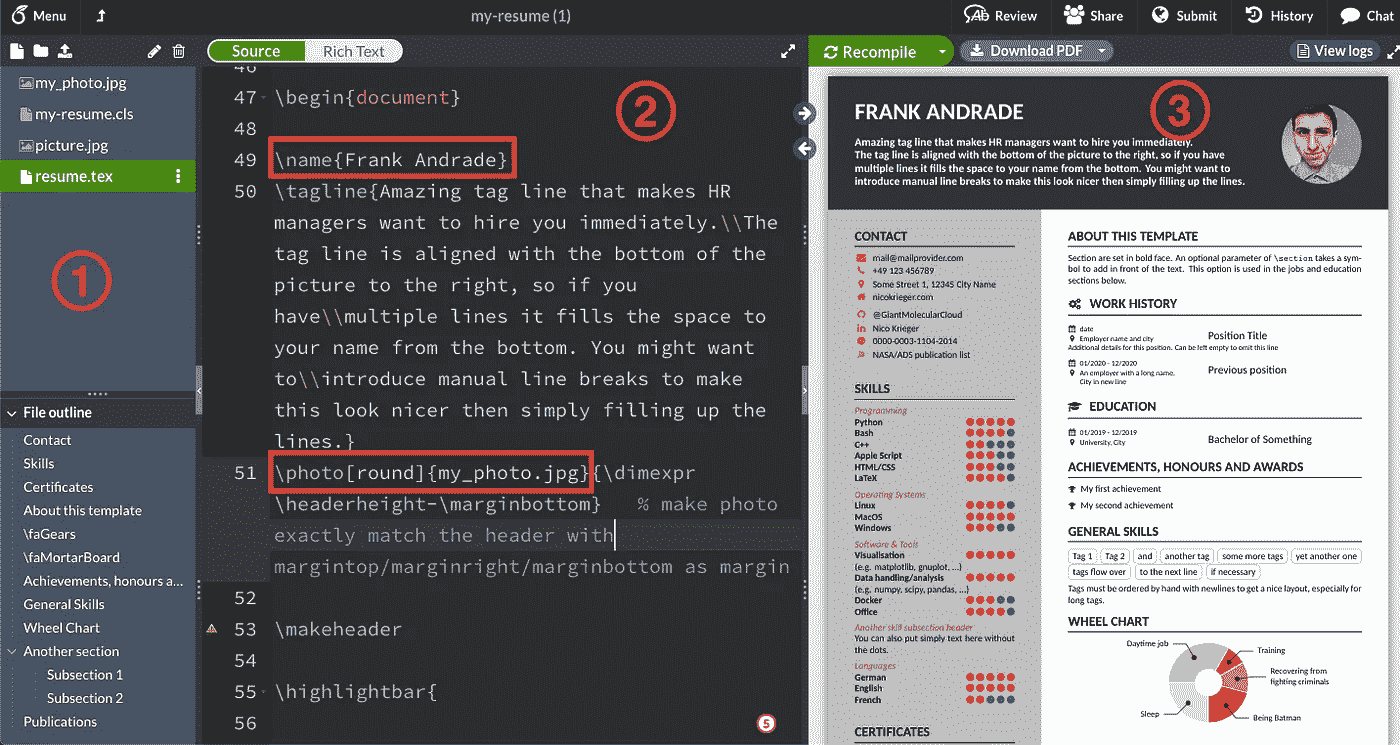 Menu
my-resume (1)
Review
Share
Submit
History
Chat
Source
Rich Text
Recompile
Download PDF
View logs
my_photo.jpg
my-resume.cls
picture.jpg
resume.tex
1
File outline
Contact
Skills
Certificates
About this template
\faGears
\faMortarBoard
Achievements, honours a...
General Skills
Wheel Chart
Another section
Subsection 1
Subsection 2
Publications
2
46
47 \begin{document}
48
49 \name{Frank Andrade}
50 \tagline{Amazing tag line that makes HR
managers want to hire you immediately.\\The
tag line is aligned with the bottom of the
picture to the right, so if you
have\\multiple lines it fills the space to
your name from the bottom. You might want
to\\introduce manual line breaks to make
this look nicer then simply filling up the
lines.}
51 \photo[round]{my_photo.jpg}{\dimexpr
\headerheight-\marginbottom} % make photo
exactly match the header with
margintop/marginright/marginbottom as margin
52
53 \makeheader
54
55 \highlightbar{
56
5
3
FRANK ANDRADE
Amazing tag line that makes HR managers want to hire you immediately.
The tag line is aligned with the bottom of the picture to the right, so if you have
multiple lines it fills the space to your name from the bottom. You might want to
introduce manual line breaks to make this look nicer then simply filling up the lines.
CONTACT
mail@mailprovider.com
+49 123 456789
Some Street 1, 12345 City Name
nicokrieger.com
@GiantMolecularCloud
Nico Krieger
0000-0003-1104-2014
NASA/ADS publication list
SKILLS
Programming
Python
Bash
C++
Apple Script
HTML/CSS
LaTeX
Operating Systems
Linux
MacOS
Windows
Software & Tools
Visualisation
(e.g. matplotlib, gnuplot, ...)
Data handling/analysis
(e.g. numpy, scipy, pandas, ...)
Docker
Office
Another skill subsection header
You can also put simply text here without
the dots.
Languages
German
English
French
CERTIFICATES
ABOUT THIS TEMPLATE
Section are set in bold face. An optional parameter of \section takes a sym-
bol to add in front of the text. This option is used in the jobs and education
sections below.
WORK HISTORY
date
Employer name and city
Position Title
Additional details for this position. Can be left empty to omit this line
01/2020 - 12/2020
An employer with a long name.
City in new line
Previous position
EDUCATION
01/2019 - 12/2019
University, City
Bachelor of Something
ACHIEVEMENTS, HONOURS AND AWARDS
My first achievement
My second achievement
GENERAL SKILLS
Tag 1 Tag 2 and another tag some more tags yet another one
tags flow over to the next line if necessary
Tags must be ordered by hand with newlines to get a nice layout, especially for
long tags.
WHEEL CHART
Daytime job
Training
Recovering from
fighting criminals
Sleep
Being Batman